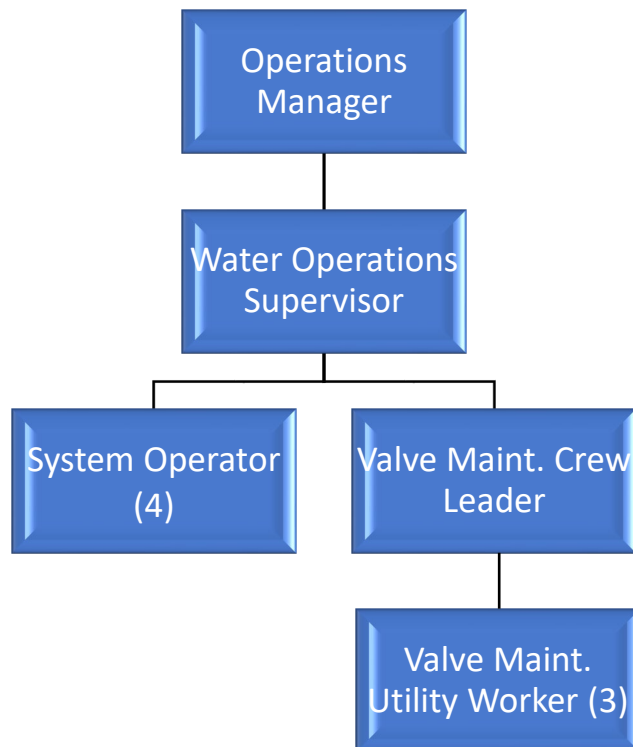 Operations
Manager
Water Operations
Supervisor
System Operator
(4)
Valve Maint. Crew
Leader
Valve Maint.
Utility Worker (3)